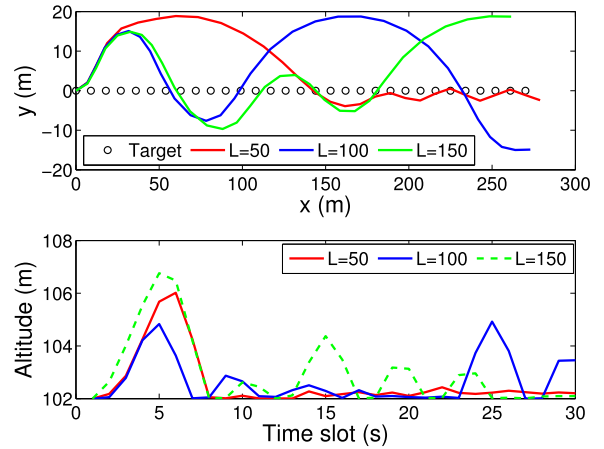 20
10
0
−10
−20
y (m)
Target L=50 L=100 L=150
0 50 100 150 200 250 300
x (m)
108
106
104
102
Altitude (m)
L=50 L=100 L=150
0 5 10 15 20 25 30
Time slot (s)